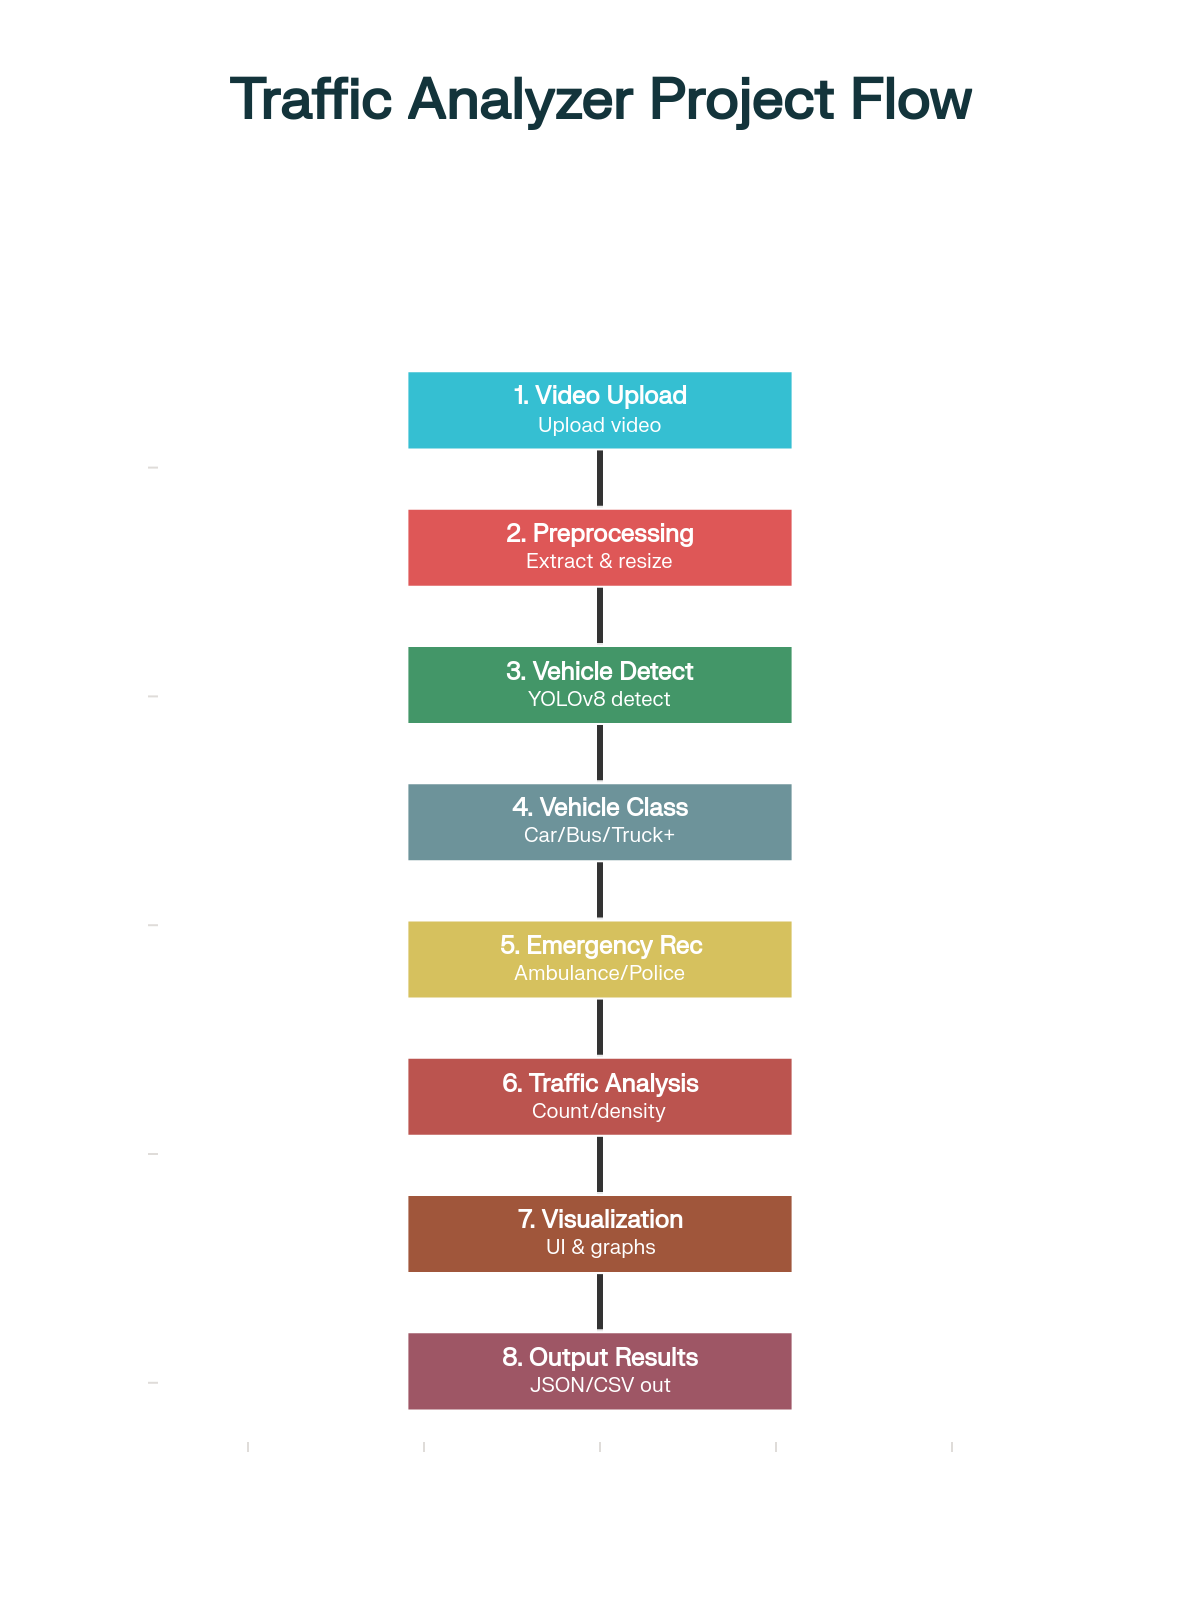 Traffic Analyzer Project Flow
1. Video Upload
Upload video
2. Preprocessing
Extract & resize
3. Vehicle Detect
YOLOv8 detect
4. Vehicle Class
Car/Bus/Truck+
5. Emergency Rec
Ambulance/Police
6. Traffic Analysis
Count/density
7. Visualization
UI & graphs
8. Output Results
JSON/CSV out